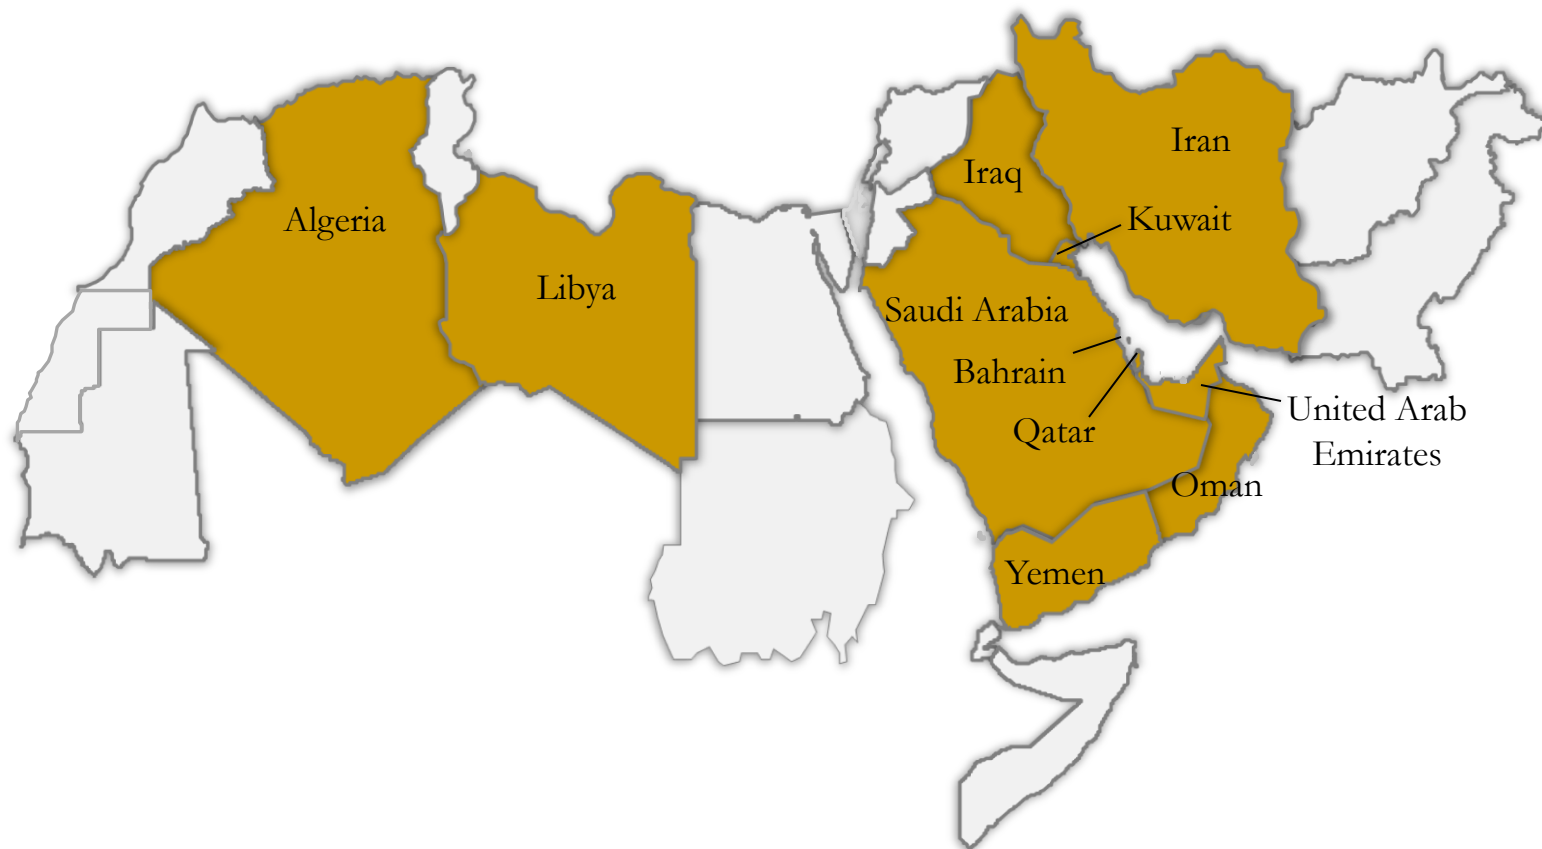 Iran
Iraq
Algeria
Kuwait
Libya
Saudi Arabia
Bahrain
United Arab
Emirates
Qatar
Oman
Yemen